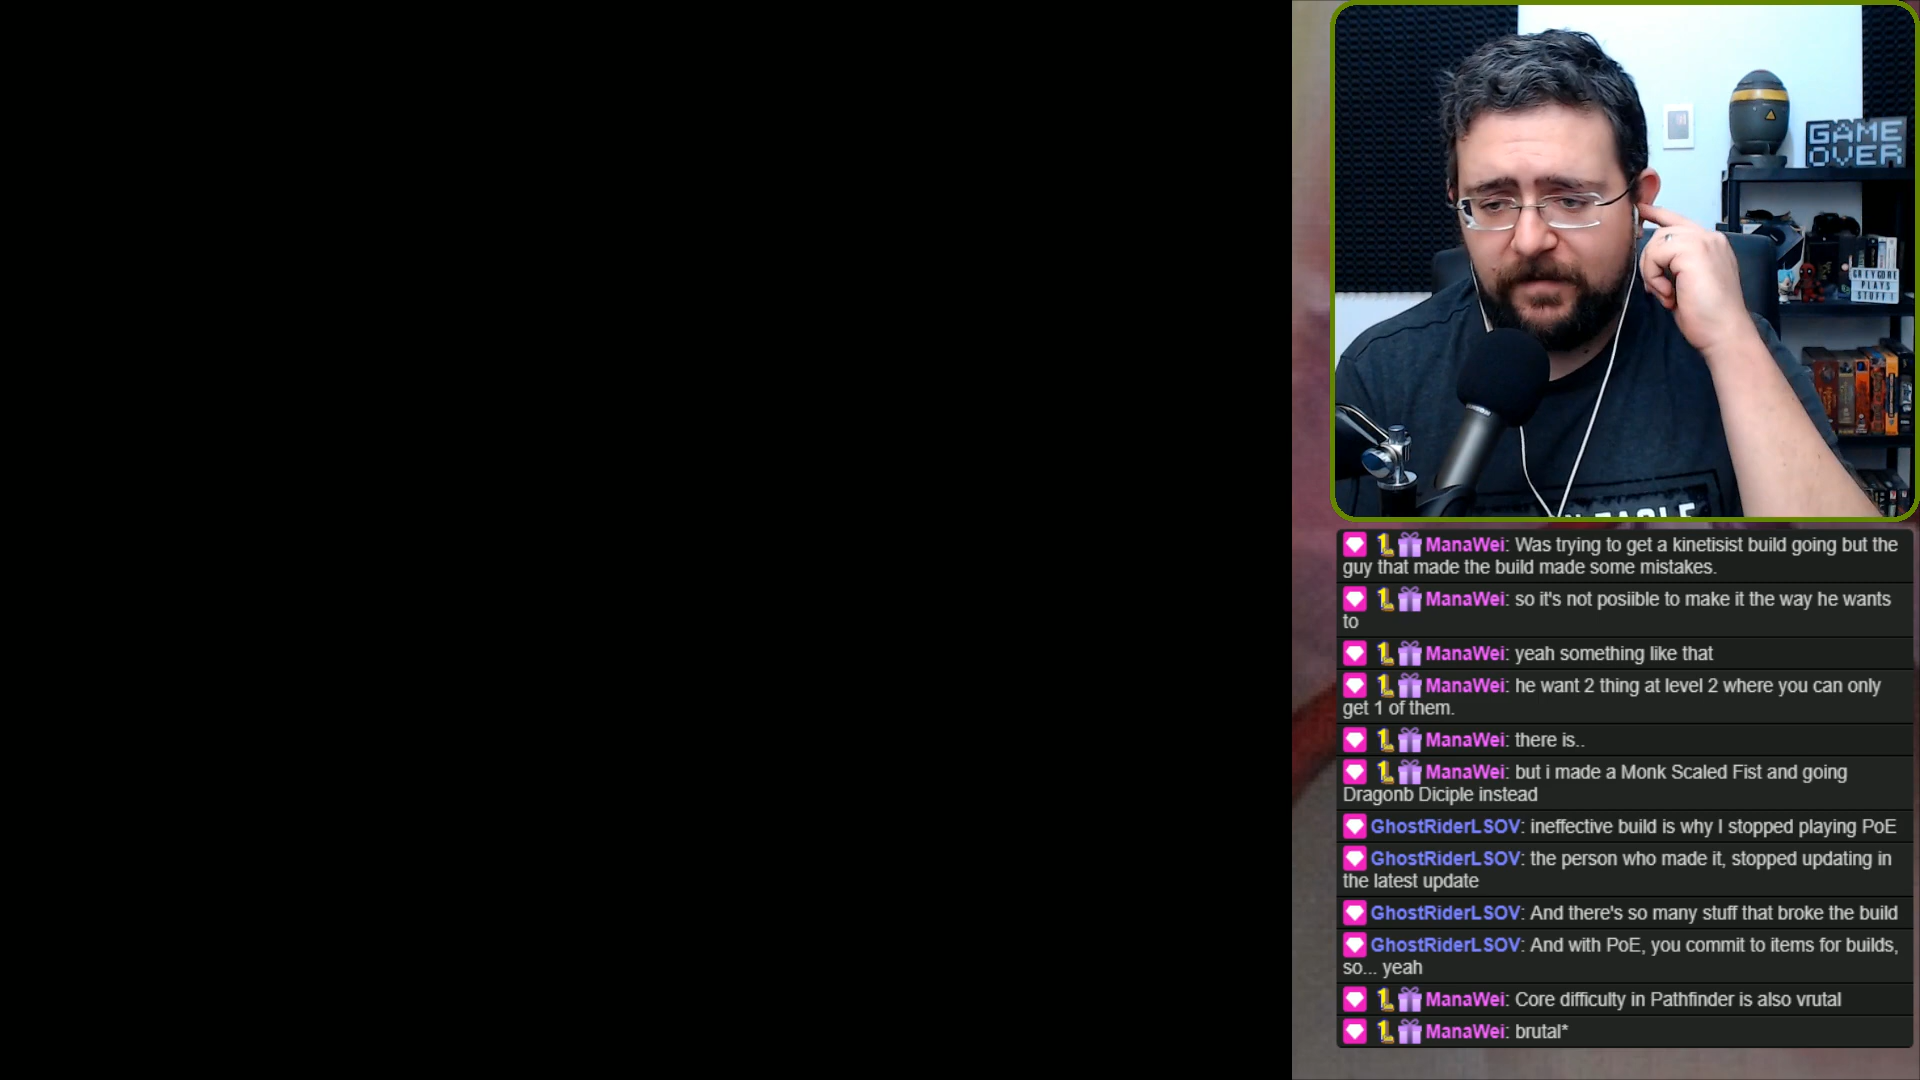 GAME
OVER
GREYGORE
PLAYS
STUFF!
ManaWei: Was trying to get a kinetisist build going but the
guy that made the build made some mistakes.
ManaWei: so it's not posiible to make it the way he wants
to
ManaWei: yeah something like that
ManaWei: he want 2 thing at level 2 where you can only
get 1 of them.
ManaWei: there is..
ManaWei: but i made a Monk Scaled Fist and going
Dragonb Diciple instead
GhostRiderLSOV: ineffective build is why I stopped playing PoE
GhostRiderLSOV: the person who made it, stopped updating in
the latest update
GhostRiderLSOV: And there's so many stuff that broke the build
GhostRiderLSOV: And with PoE, you commit to items for builds,
so... yeah
ManaWei: Core difficulty in Pathfinder is also vrutal
ManaWei: brutal*